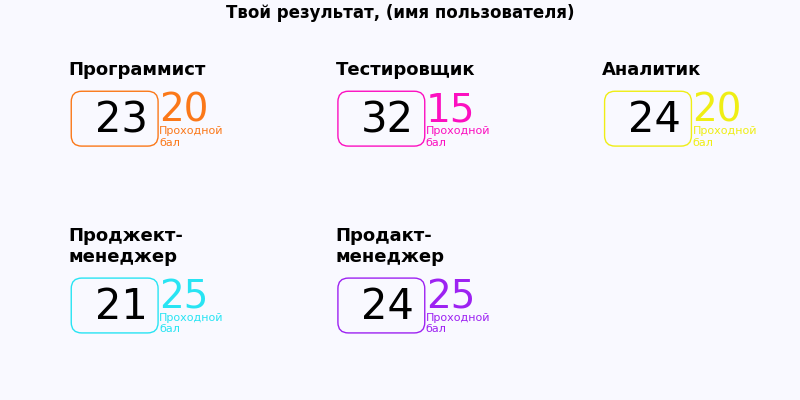 Твой результат, (имя пользователя)
Программист
23 20
Проходной
бал
Тестировщик
32 15
Проходной
бал
Аналитик
24 20
Проходной
бал
Проджект-
менеджер
21 25
Проходной
бал
Продакт-
менеджер
24 25
Проходной
бал